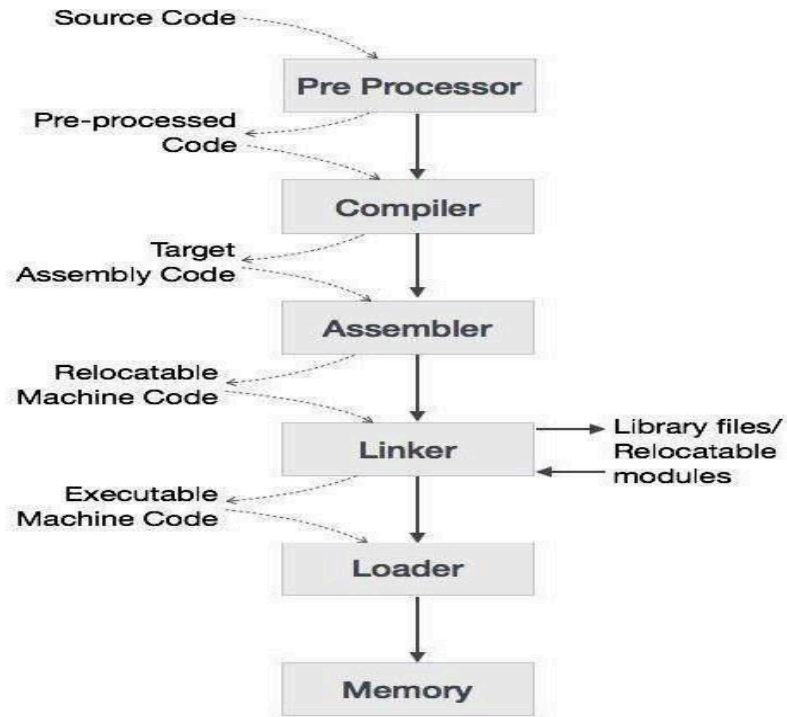 Source Code
Pre Processor
Pre-processed
Code
Compiler
Target
Assembly Code
Assembler
Relocatable
Machine Code
Linker
Library files/
Relocatable
modules
Executable
Machine Code
Loader
Memory